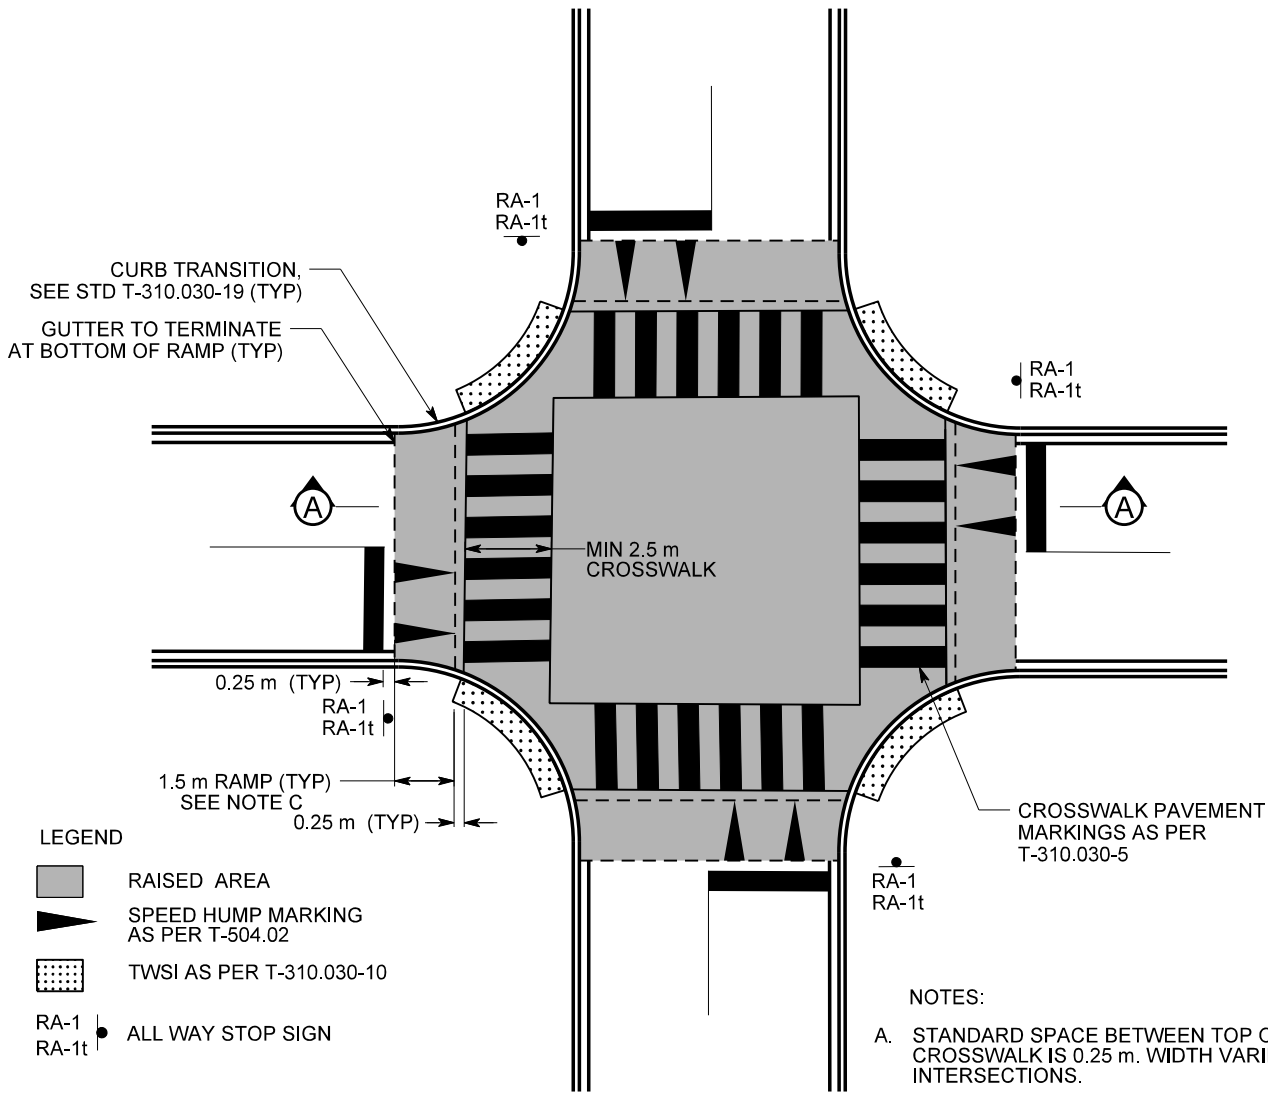 RA-1
RA-1t
CURB TRANSITION,
SEE STD T-310.030-19 (TYP)
GUTTER TO TERMINATE
AT BOTTOM OF RAMP (TYP)
RA-1
RA-1t
A
A
MIN 2.5 m
CROSSWALK
0.25 m (TYP)
RA-1
RA-1t
1.5 m RAMP (TYP)
SEE NOTE C
0.25 m (TYP)
CROSSWALK PAVEMENT
MARKINGS AS PER
T-310.030-5
RA-1
RA-1t
LEGEND
RAISED AREA
SPEED HUMP MARKING
AS PER T-504.02
TWSI AS PER T-310.030-10
RA-1
RA-1t
ALL WAY STOP SIGN
NOTES:
A. STANDARD SPACE BETWEEN TOP
CROSSWALK IS 0.25 m. WIDTH
INTERSECTIONS.